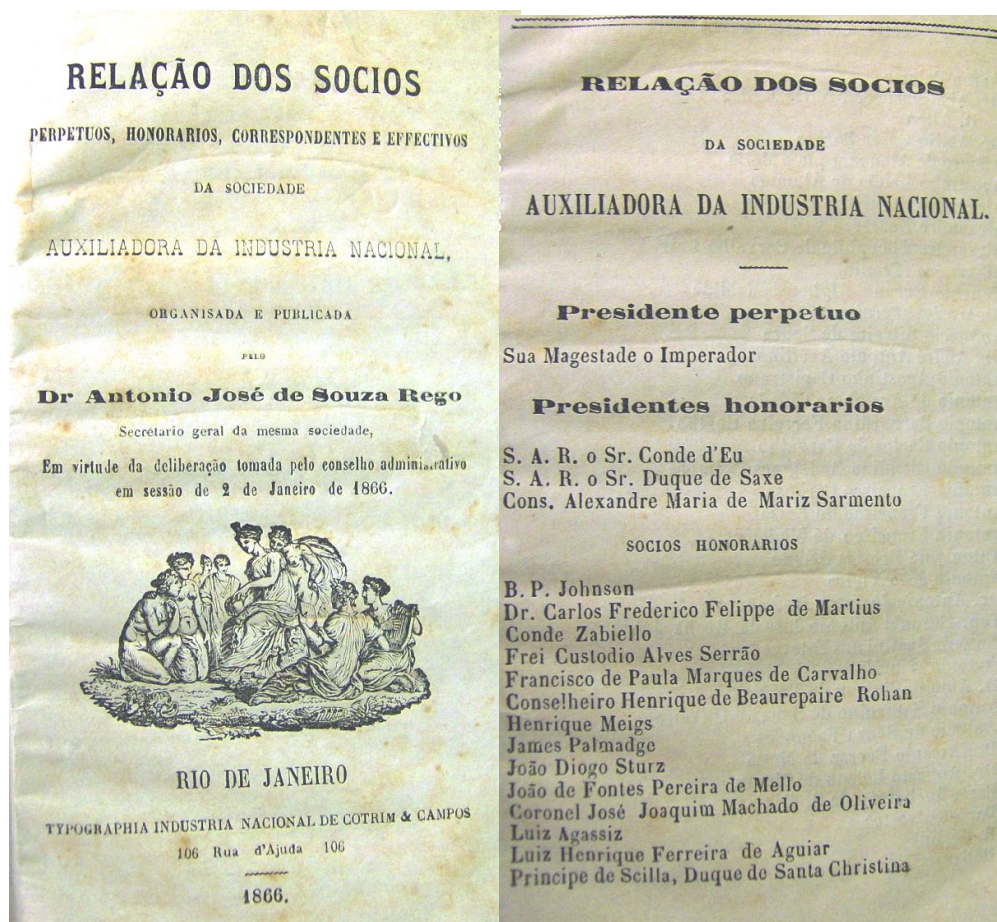 RELAÇÃO DOS SOCIOS
PERPETUOS, HONORARIOS, CORRESPONDENTES E EFFECTIVOS
DA SOCIEDADE
AUXILIADORA DA INDUSTRIA NACIONAL,
ORGANISADA E PUBLICADA
PELO
Dr Antonio José de Souza Rego
Secretario geral da mesma sociedade,
Em virtude da deliberação tomada pelo conselho administrativo
em sessão de 2 de Janeiro de 1866.
RIO DE JANEIRO
TYPOGRAPHIA INDUSTRIA NACIONAL DE COTRIM & CAMPOS
106 Rua d'Ajuda 106
1866.
RELAÇÃO DOS SOCIOS
DA SOCIEDADE
AUXILIADORA DA INDUSTRIA NACIONAL.
Presidente perpetuo
Sua Magestade o Imperador
Presidentes honorarios
S. A. R. o Sr. Conde d'Eu
S. A. R. o Sr. Duque de Saxe
Cons. Alexandre Maria de Mariz Sarmento
SOCIOS HONORARIOS
B. P. Johnson
Dr. Carlos Frederico Felippe de Martius
Conde Zabiello
Frei Custodio Alves Serrão
Francisco de Paula Marques de Carvalho
Conselheiro Henrique de Beaurepaire Rohan
Henrique Meigs
James Palmadge
João Diogo Sturz
João de Fontes Pereira de Mello
Coronel José Joaquim Machado de Oliveira
Luiz Agassiz
Luiz Henrique Ferreira de Aguiar
Principe de Scilla, Duque de Santa Christina